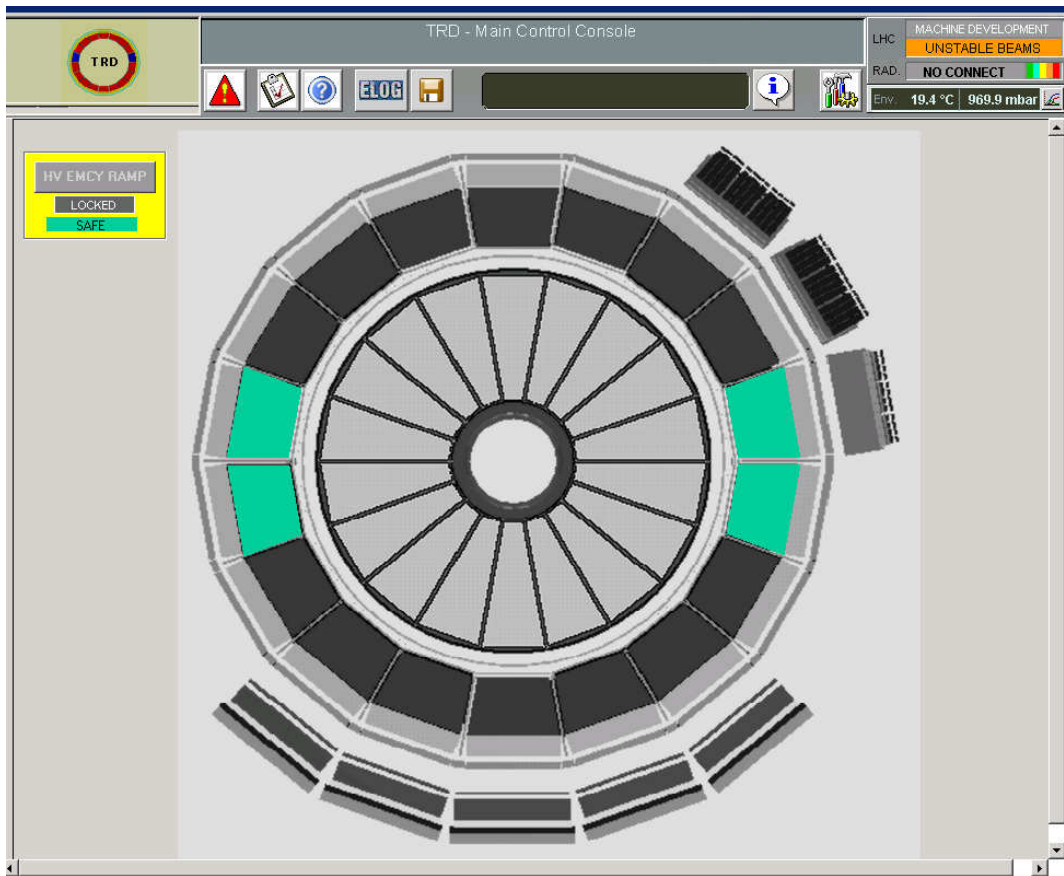 TRD
TRD - Main Control Console
ELOG
LHC
MACHINE DEVELOPMENT
UNSTABLE BEAMS
RAD.
NO CONNECT
Env.
19.4 °C
969.9 mbar
HV EMCY RAMP
LOCKED
SAFE